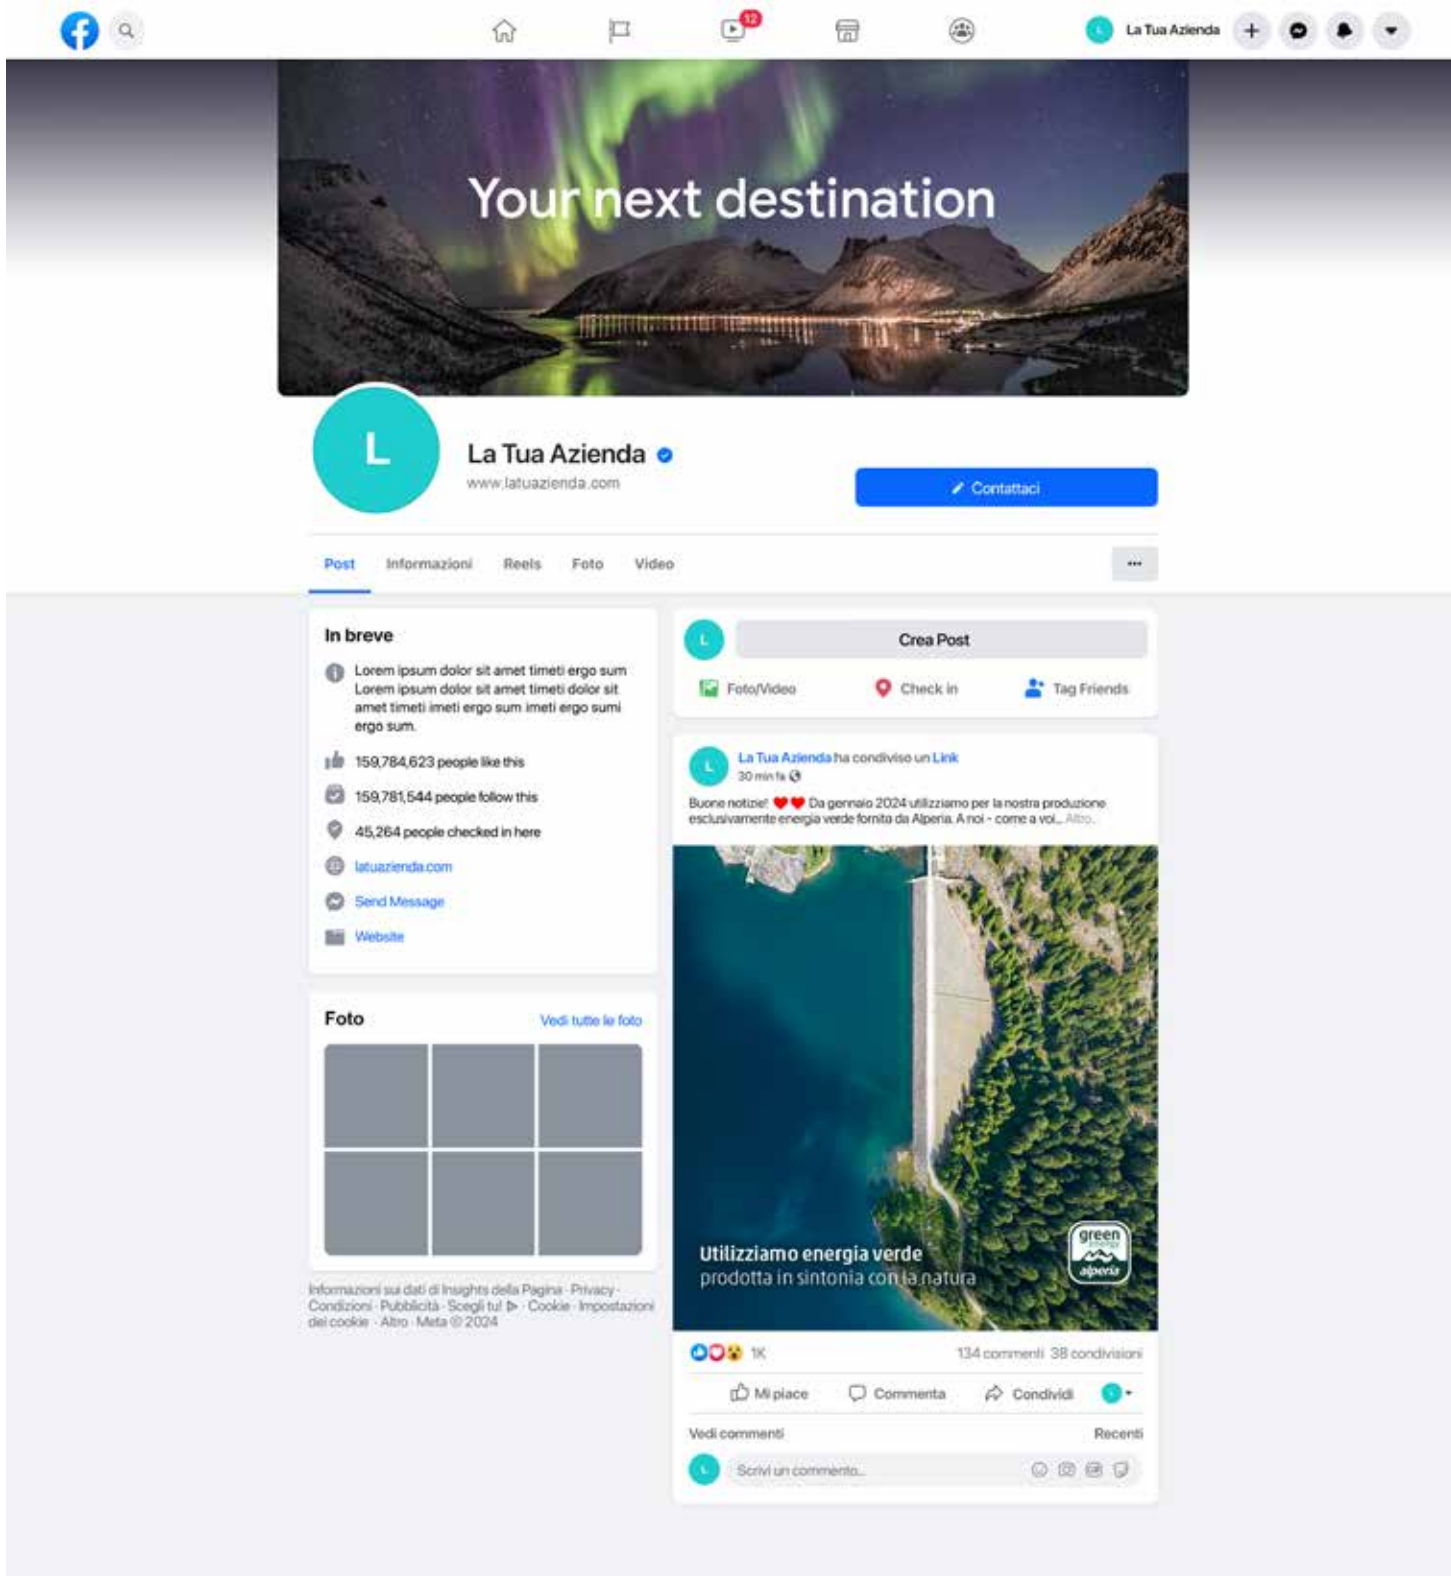 12
La Tua Azienda
Your next destination
L
La Tua Azienda
www.latuazienda.com
Contattaci
Post Informazioni Reels Foto Video
In breve
Lorem ipsum dolor sit amet timeti ergo sum
Lorem ipsum dolor sit amet timeti dolor sit
amet timeti imeti ergo sum imeti ergo sumi
ergo sum.
159,784,623 people like this
159,781,544 people follow this
45,264 people checked in here
latuazienda.com
Send Message
Website
Foto
Vedi tutte le foto
Informazioni sui dati di Insights della Pagina · Privacy ·
Condizioni · Pubblicità · Scegli tu! · Cookie · Impostazioni
dei cookie · Altro · Meta © 2024
L
Crea Post
Foto/Video Check in Tag Friends
L
La Tua Azienda ha condiviso un Link
30 min fa
Buone notizie! ❤️❤️ Da gennaio 2024 utilizziamo per la nostra produzione
esclusivamente energia verde fornita da Alperia. A noi - come a voi... Altro..
Utilizziamo energia verde
prodotta in sintonia con la natura
green
energy
alperia
1K
134 commenti 38 condivisioni
Mi piace Commenta Condividi
Vedi commenti
Recenti
L
Scrivi un commento...
GIF